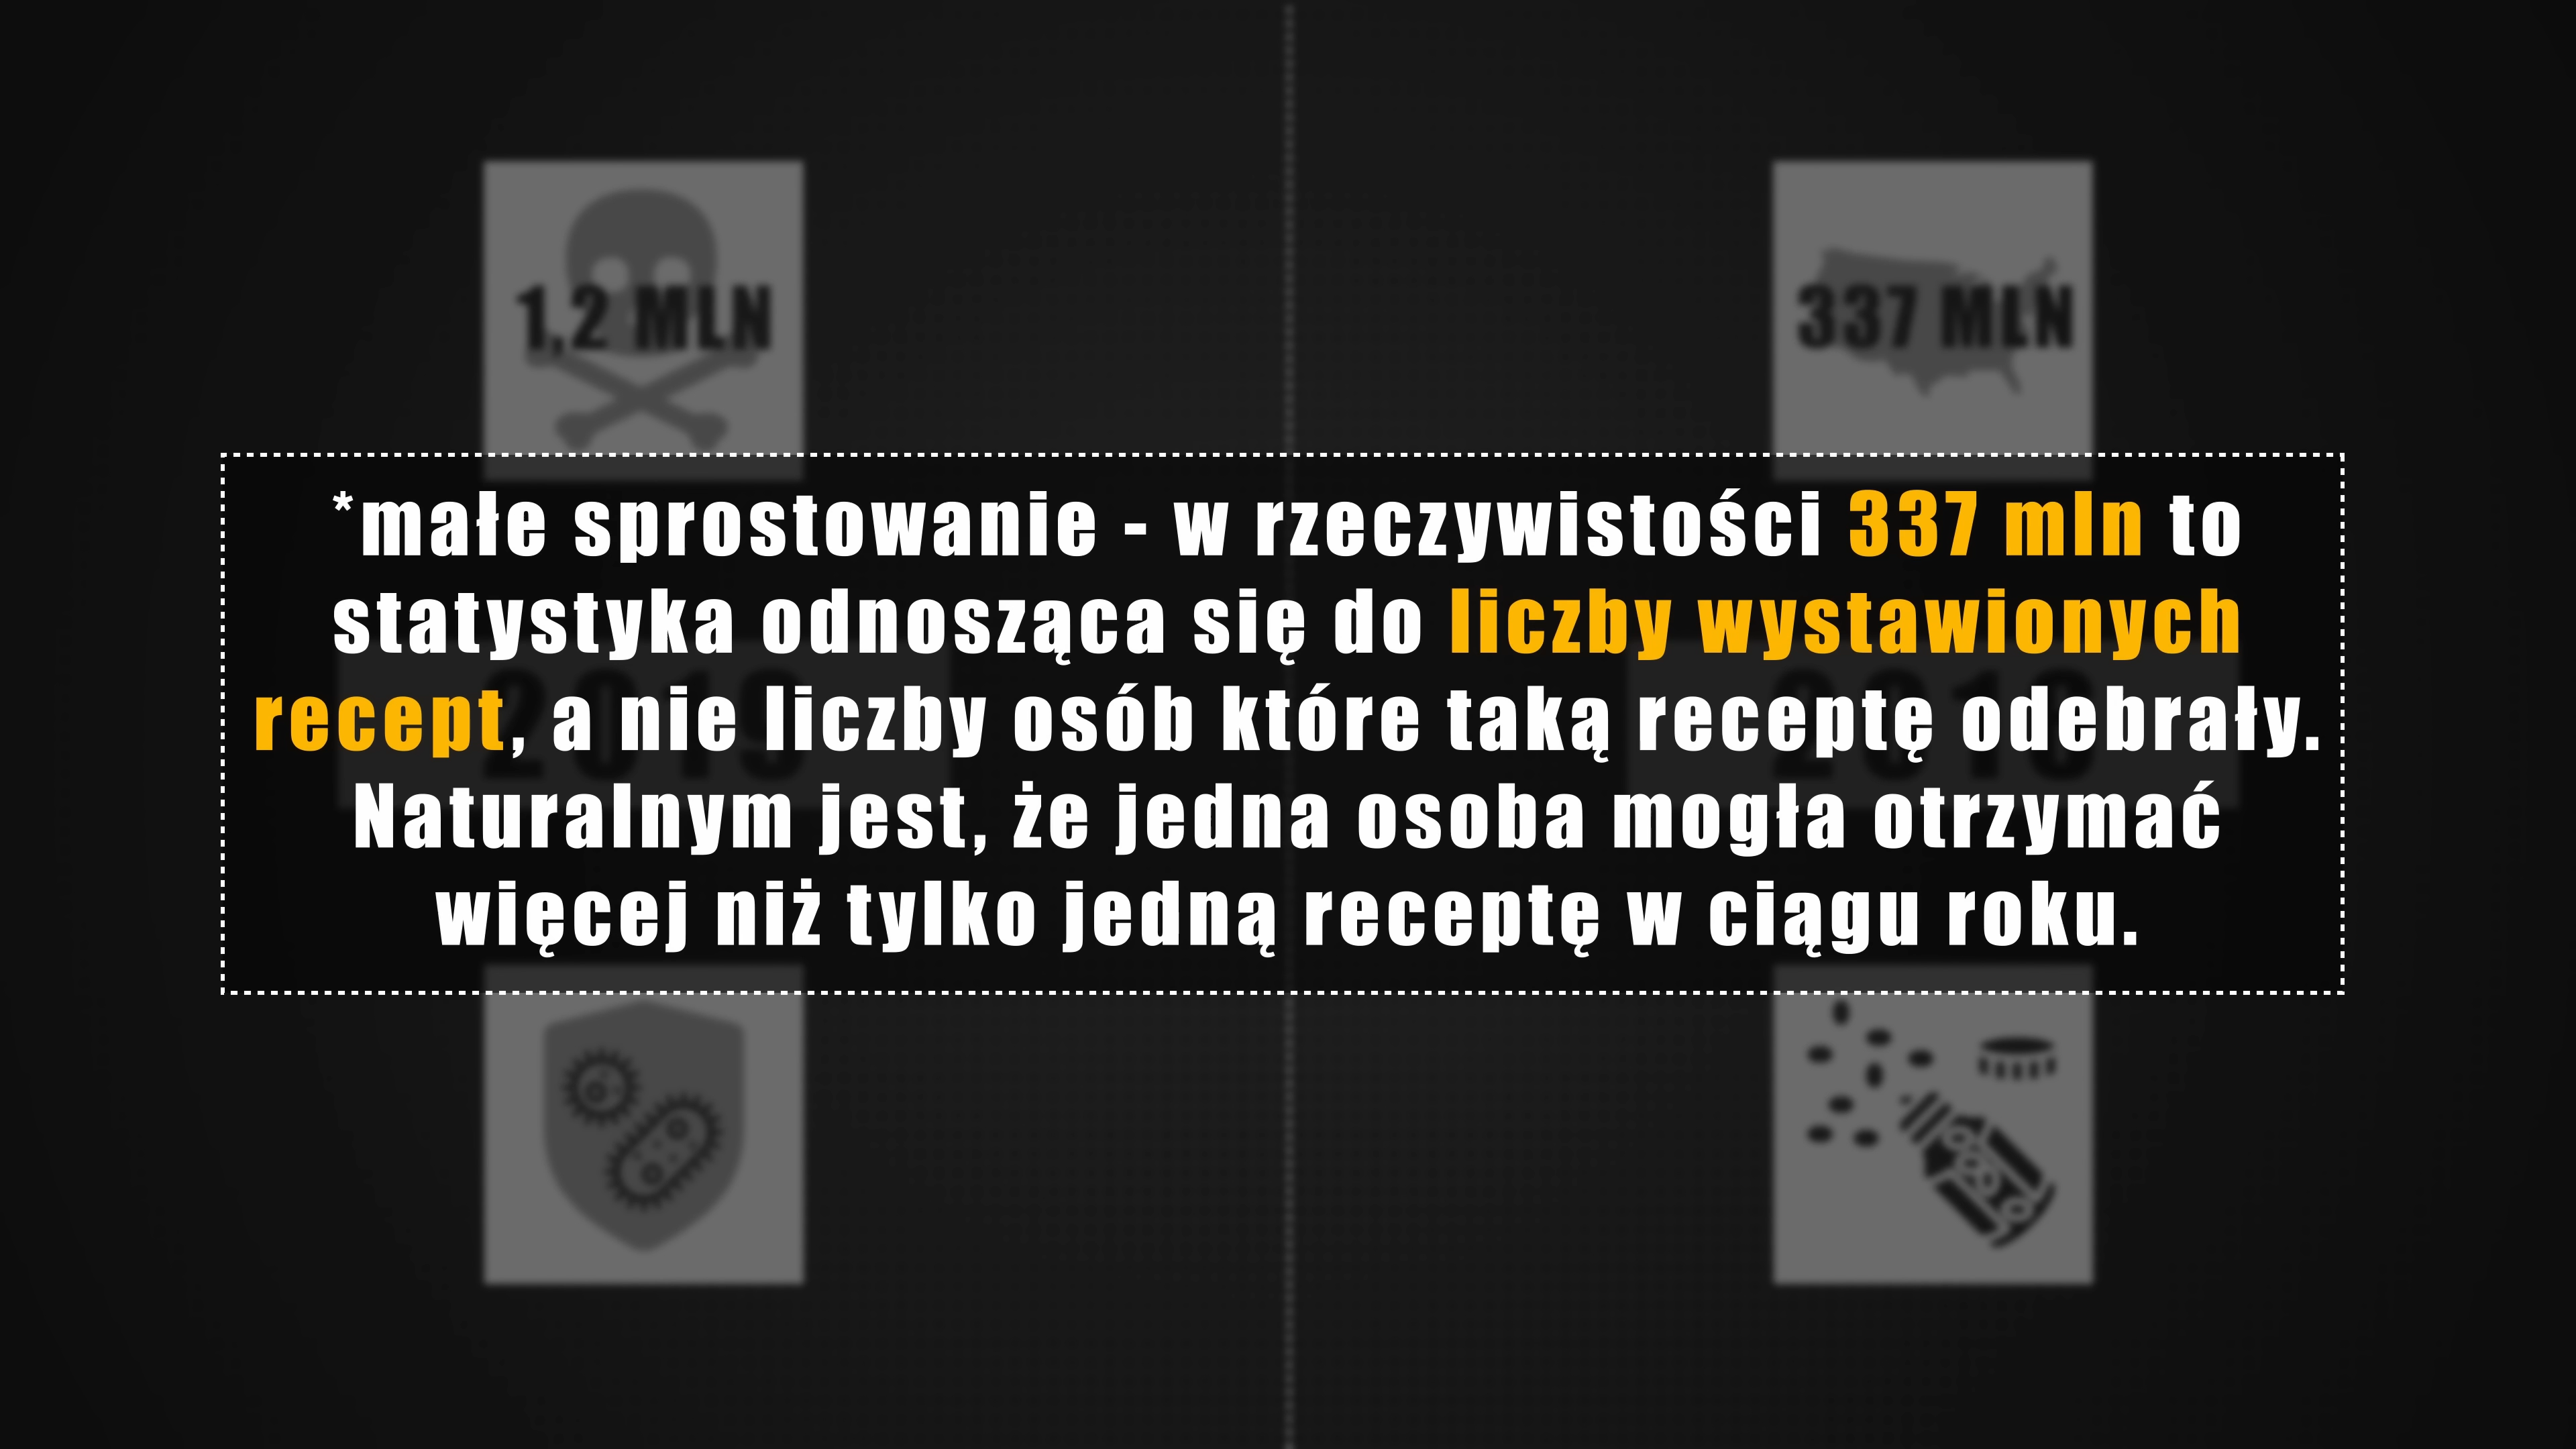 1,2 MLN
337 MLN
*małe sprostowanie - w rzeczywistości 337 mln to
statystyka odnosząca się do liczby wystawionych
recept, a nie liczby osób które taką receptę odebrały.
Naturalnym jest, że jedna osoba mogła otrzymać
więcej niż tylko jedną receptę w ciągu roku.
2019